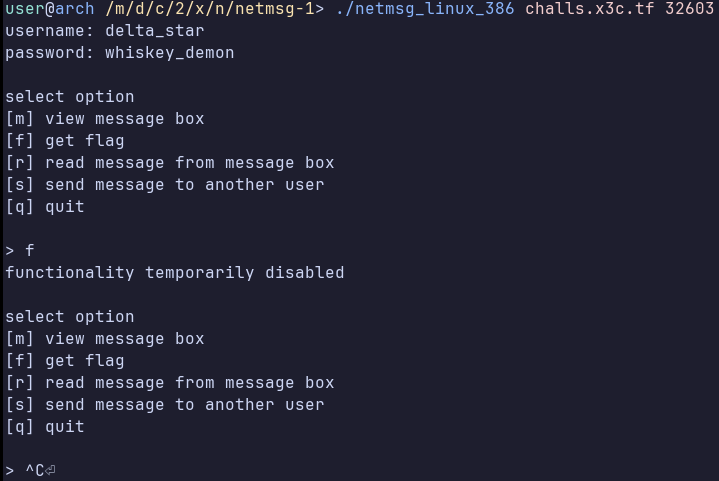 user@arch /m/d/c/2/x/n/netmsg-1> ./netmsg_linux_386 challs.x3c.tf 32603
username: delta_star
password: whiskey_demon

select option
[m] view message box
[f] get flag
[r] read message from message box
[s] send message to another user
[q] quit

> f
functionality temporarily disabled

select option
[m] view message box
[f] get flag
[r] read message from message box
[s] send message to another user
[q] quit

> ^C⏎